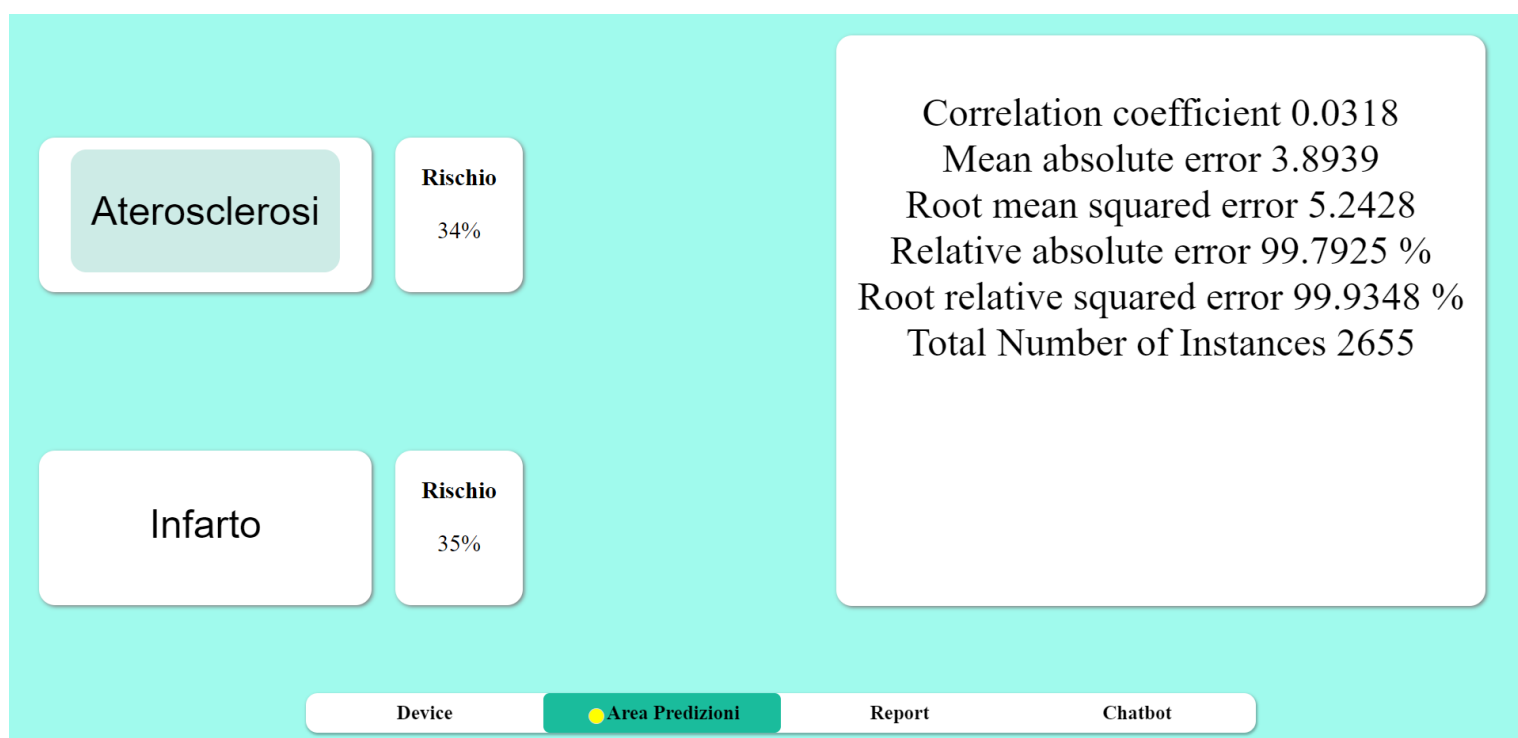 Aterosclerosi
Rischio
34%
Infarto
Rischio
35%
Correlation coefficient 0.0318
Mean absolute error 3.8939
Root mean squared error 5.2428
Relative absolute error 99.7925 %
Root relative squared error 99.9348 %
Total Number of Instances 2655
Device
Area Predizioni
Report
Chatbot